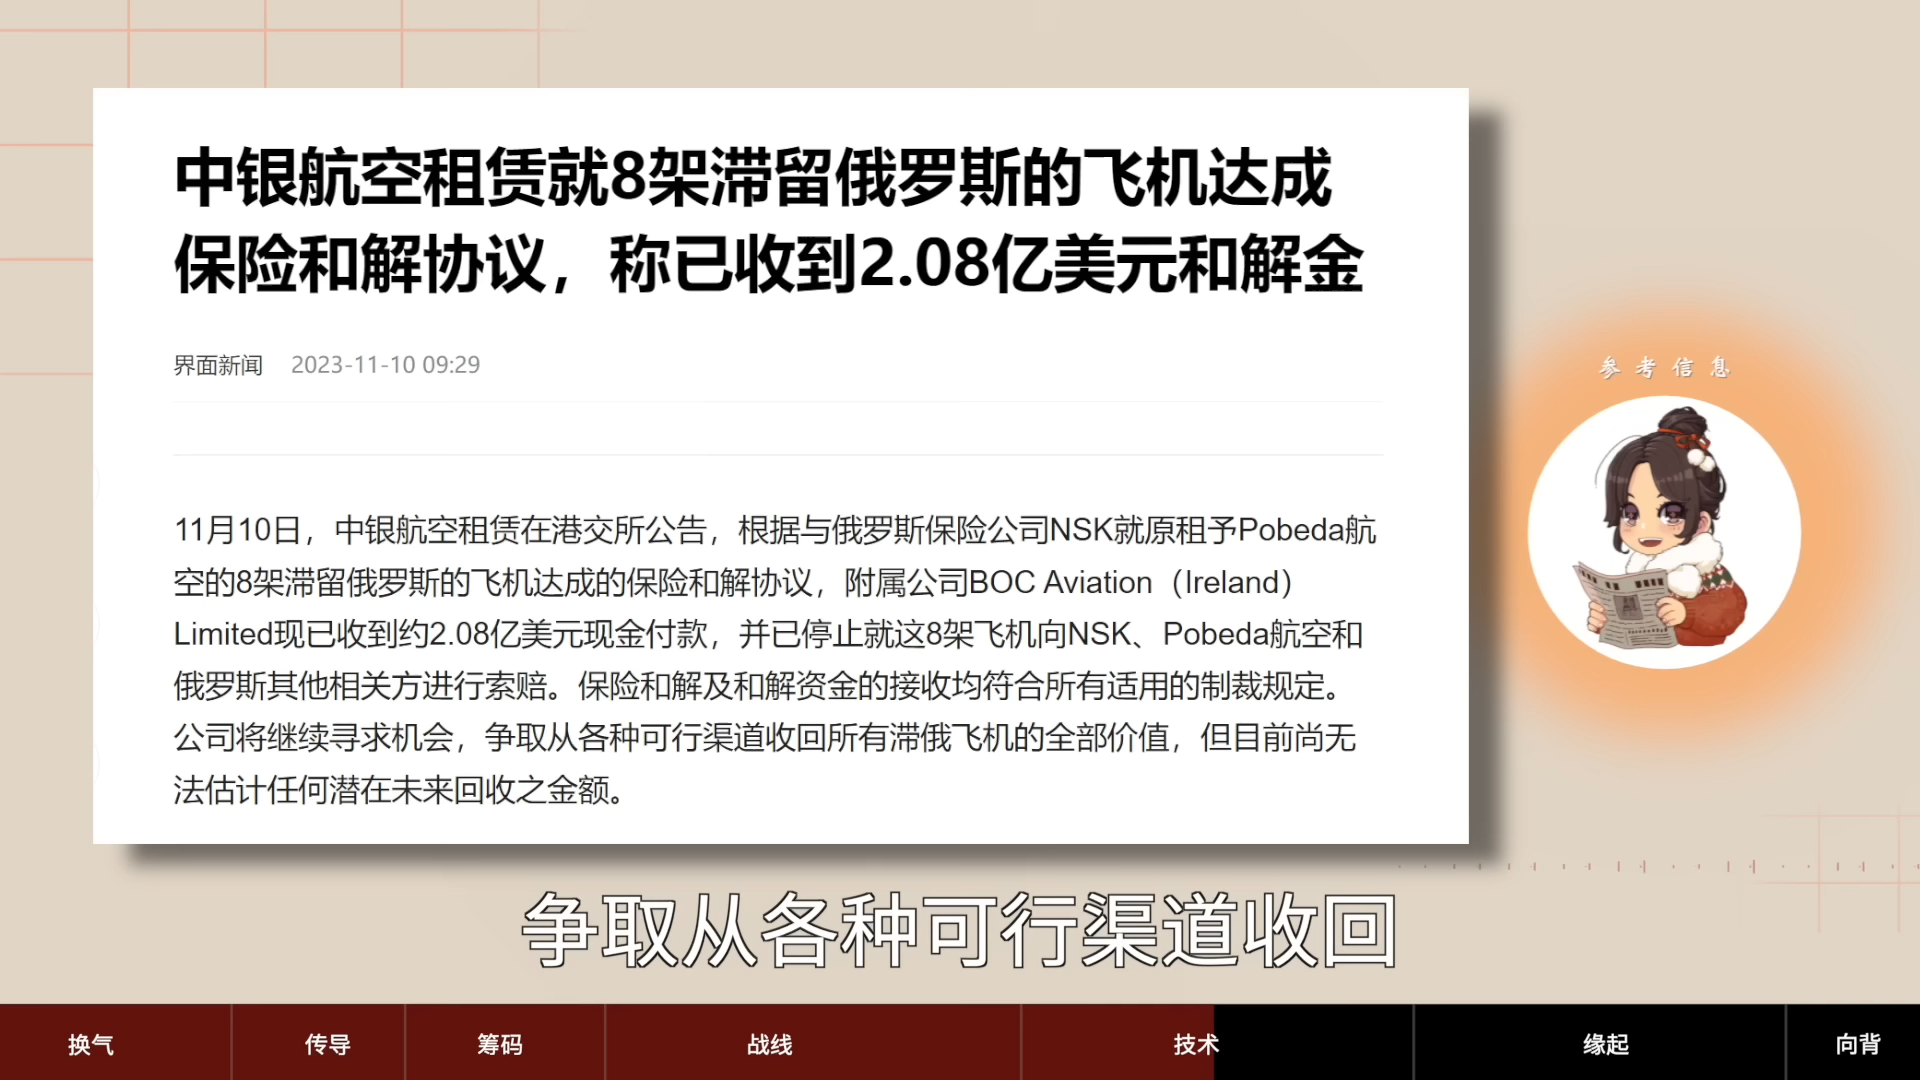 中银航空租赁就8架滞留俄罗斯的飞机达成
保险和解协议，称已收到2.08亿美元和解金
界面新闻 2023-11-10 09:29
参考信息
11月10日，中银航空租赁在港交所公告，根据与俄罗斯保险公司NSK就原租予Pobeda航
空的8架滞留俄罗斯的飞机达成的保险和解协议，附属公司BOC Aviation（Ireland）
Limited现已收到约2.08亿美元现金付款，并已停止就这8架飞机向NSK、Pobeda航空和
俄罗斯其他相关方进行索赔。保险和解及和解资金的接收均符合所有适用的制裁规定。
公司将继续寻求机会，争取从各种可行渠道收回所有滞俄飞机的全部价值，但目前尚无
法估计任何潜在未来回收之金额。
争取从各种可行渠道收回
换气 传导 筹码 战线 技术 缘起 向背